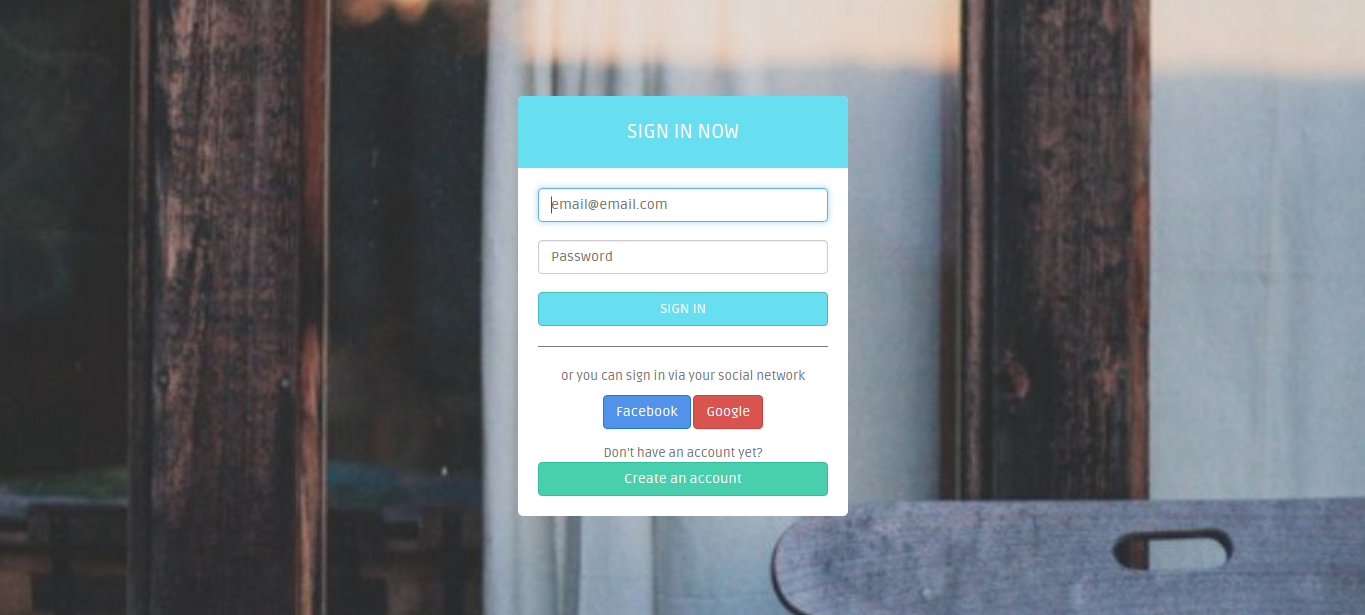 SIGN IN NOW
email@email.com
Password
SIGN IN
or you can sign in via your social network
Facebook Google
Don't have an account yet?
Create an account